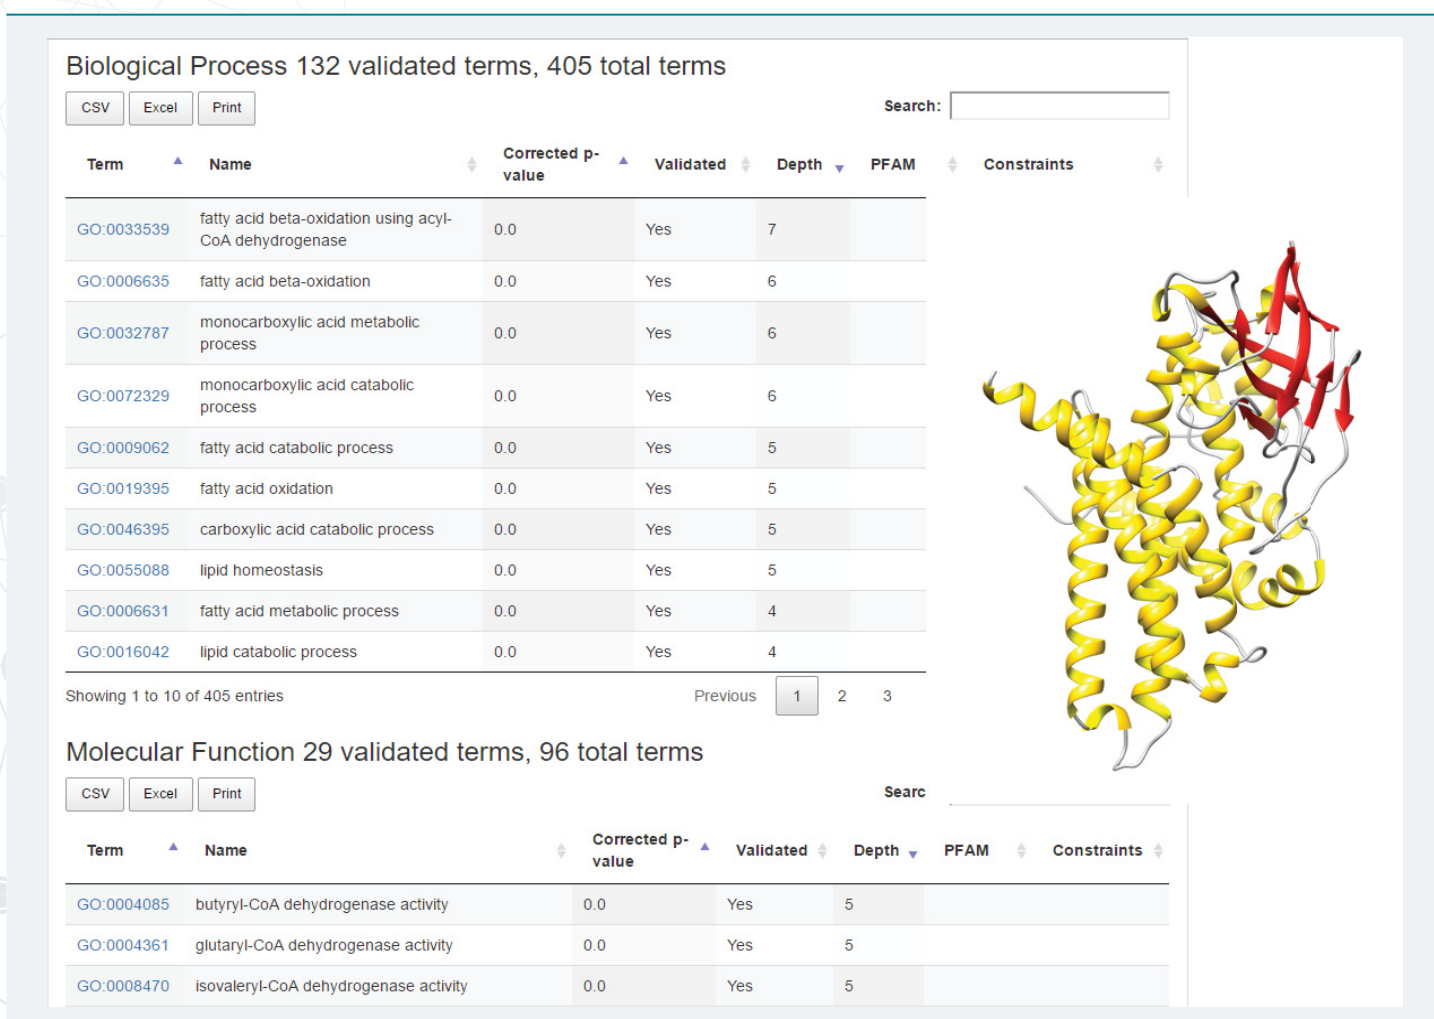 Biological Process 132 validated terms, 405 total terms
CSV Excel Print Search:
Term Name Corrected p-value Validated Depth PFAM Constraints
GO:0033539 fatty acid beta-oxidation using acyl-CoA dehydrogenase 0.0 Yes 7
GO:0006635 fatty acid beta-oxidation 0.0 Yes 6
GO:0032787 monocarboxylic acid metabolic process 0.0 Yes 6
GO:0072329 monocarboxylic acid catabolic process 0.0 Yes 6
GO:0009062 fatty acid catabolic process 0.0 Yes 5
GO:0019395 fatty acid oxidation 0.0 Yes 5
GO:0046395 carboxylic acid catabolic process 0.0 Yes 5
GO:0055088 lipid homeostasis 0.0 Yes 5
GO:0006631 fatty acid metabolic process 0.0 Yes 4
GO:0016042 lipid catabolic process 0.0 Yes 4
Showing 1 to 10 of 405 entries Previous 1 2 3
Molecular Function 29 validated terms, 96 total terms
CSV Excel Print Searc
Term Name Corrected p-value Validated Depth PFAM Constraints
GO:0004085 butyryl-CoA dehydrogenase activity 0.0 Yes 5
GO:0004361 glutaryl-CoA dehydrogenase activity 0.0 Yes 5
GO:0008470 isovaleryl-CoA dehydrogenase activity 0.0 Yes 5